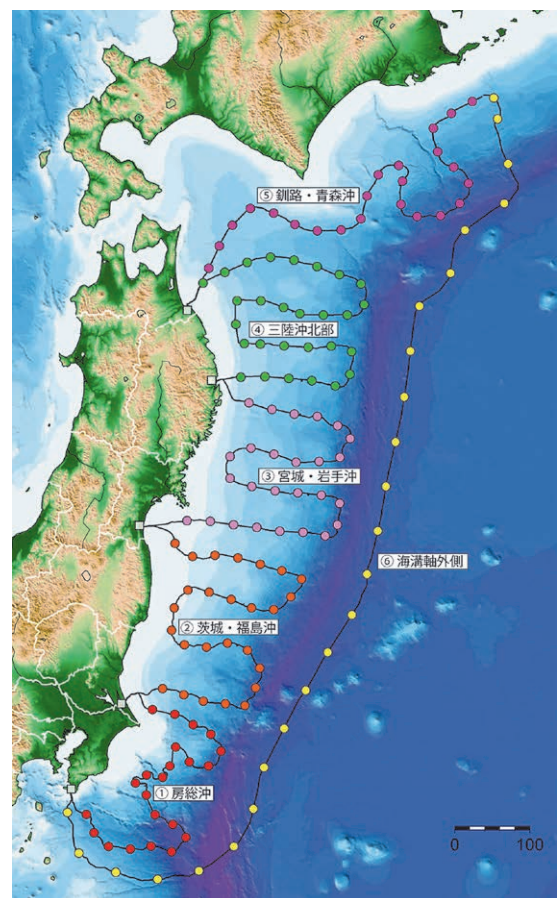 ⑤ 釧路・青森沖
④ 三陸沖北部
③ 宮城・岩手沖
⑥ 海溝軸外側
② 茨城・福島沖
① 房総沖
0 100